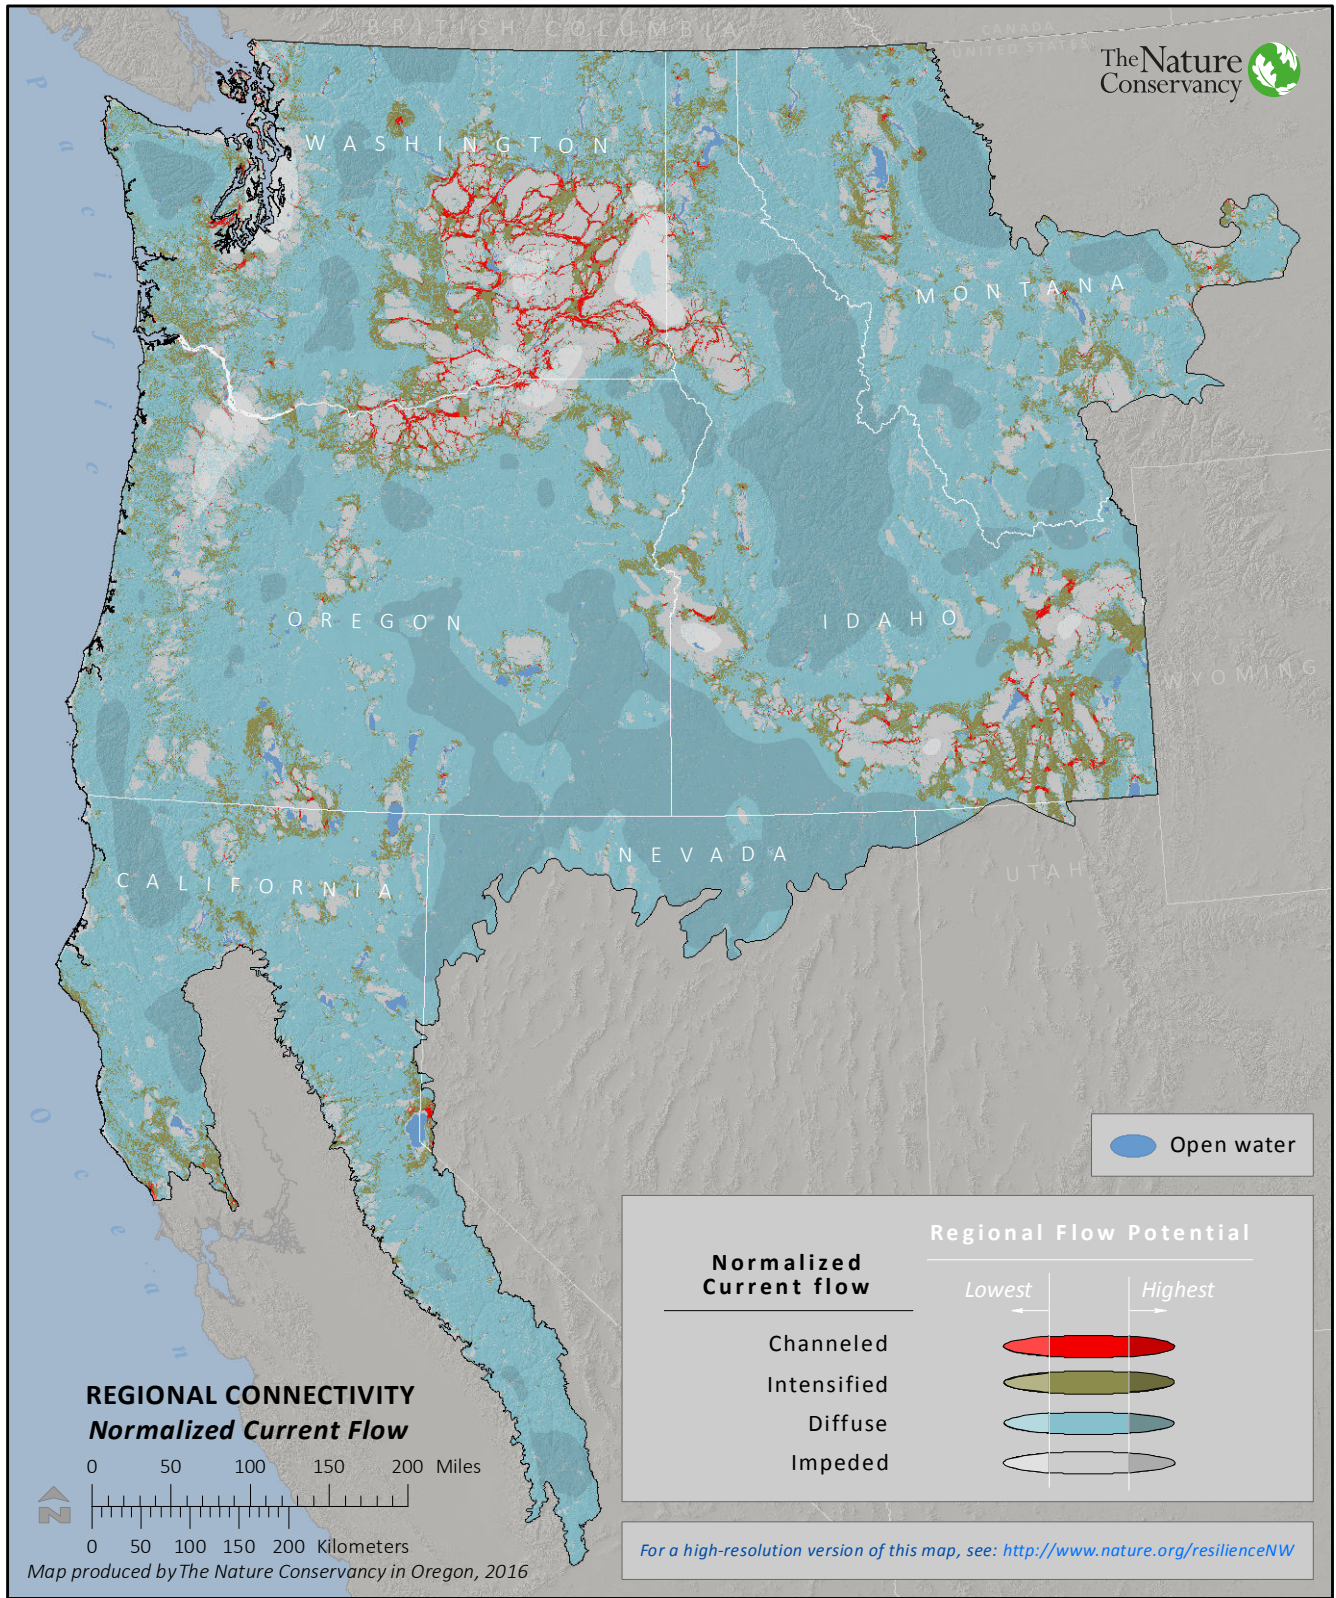 BRITISH COLUMBIA
CANADA
UNITED STATES
The Nature
Conservancy
Pacific
WASHINGTON
MONTANA
OREGON
IDAHO
WYOMING
NEVADA
CALIFORNIA
UTAH
Ocean
Open water
Regional Flow Potential
Normalized
Current flow
Lowest
Highest
Channeled
Intensified
Diffuse
Impeded
REGIONAL CONNECTIVITY
Normalized Current Flow
0 50 100 150 200 Miles
N
0 50 100 150 200 Kilometers
Map produced by The Nature Conservancy in Oregon, 2016
For a high-resolution version of this map, see: http://www.nature.org/resilienceNW